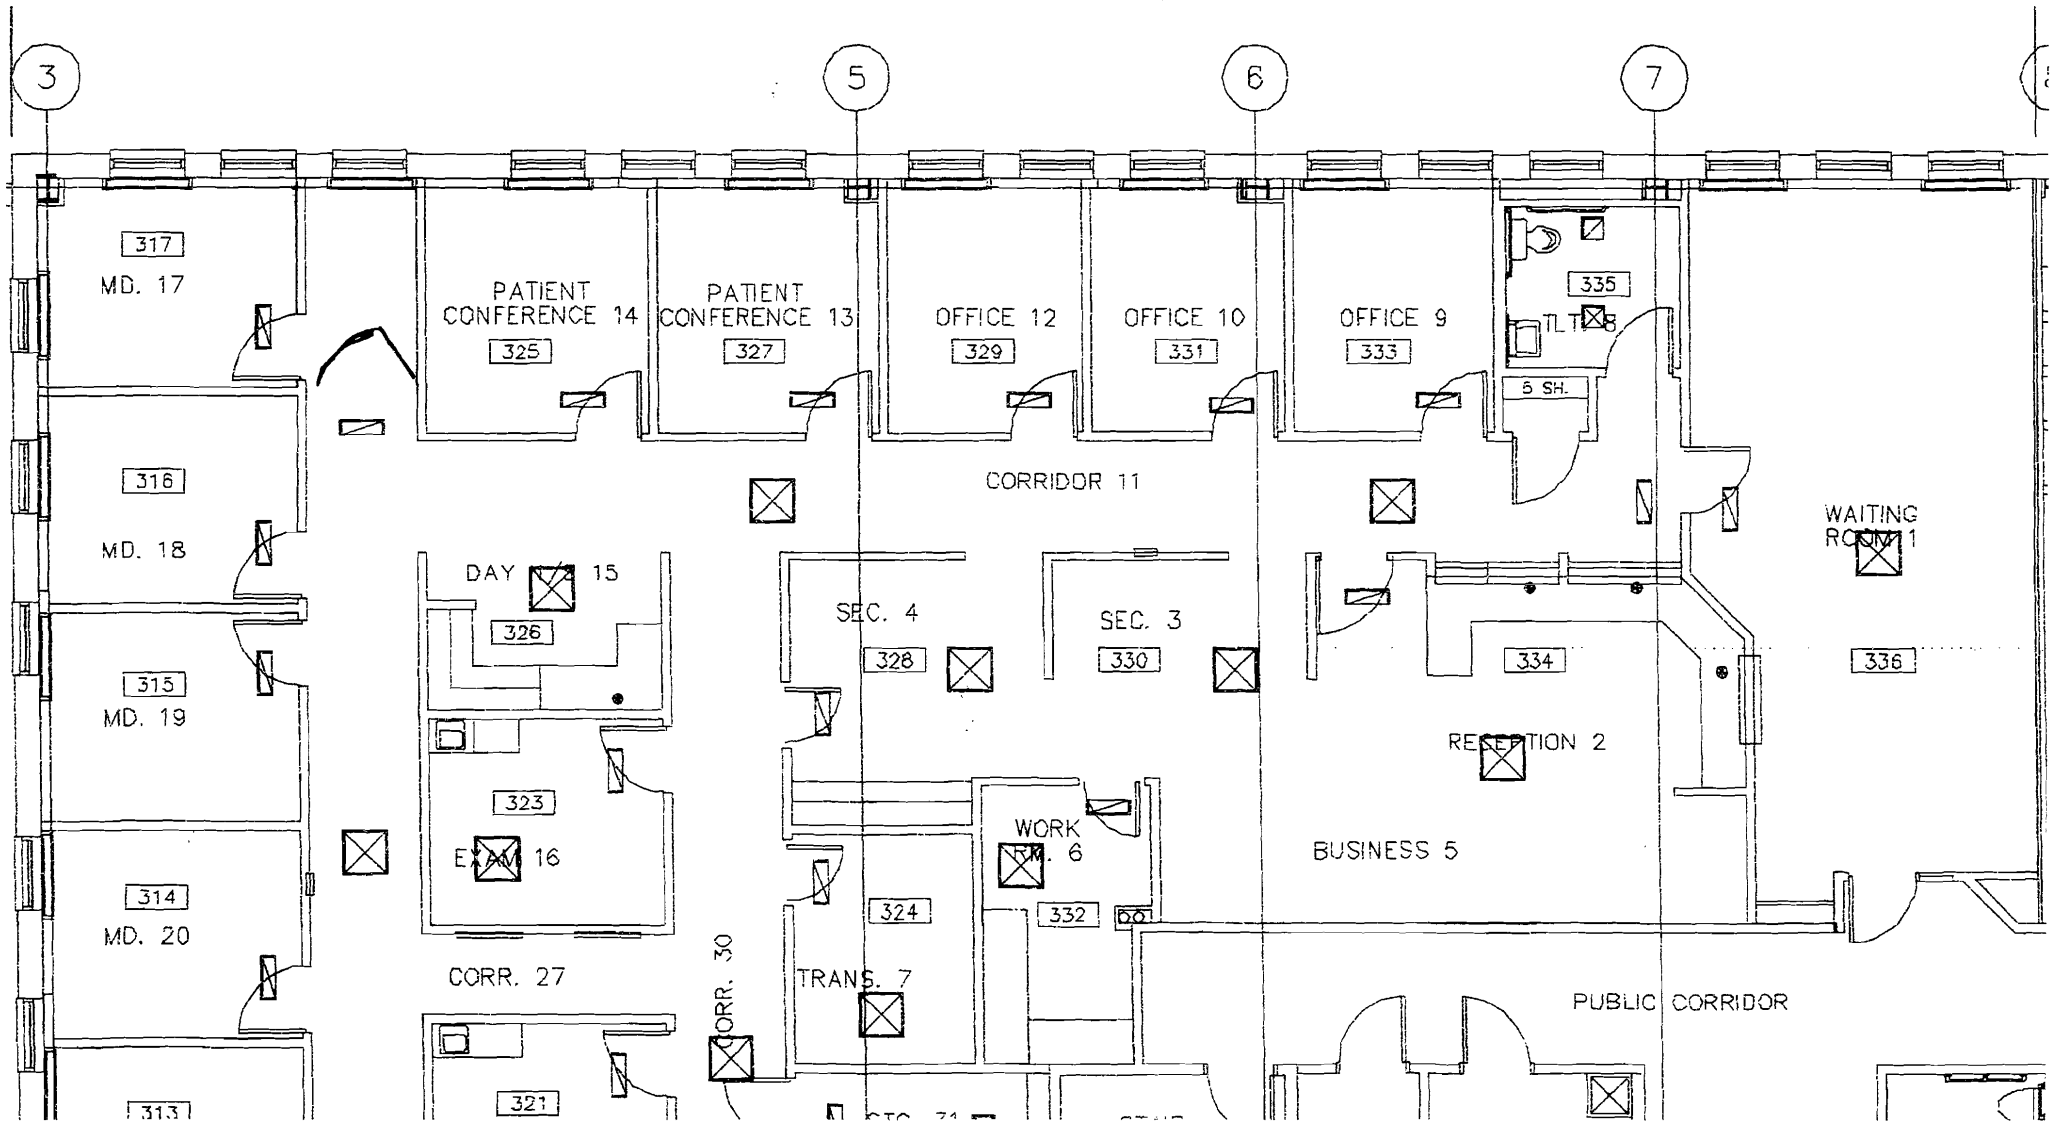 3
5
6
7
317
MD. 17
PATIENT
CONFERENCE 14
325
PATIENT
CONFERENCE 13
327
OFFICE 12
329
OFFICE 10
331
OFFICE 9
333
335
TLT. 8
5 SH.
316
MD. 18
CORRIDOR 11
WAITING
ROOM 1
336
DAY 15
326
SEC. 4
328
SEC. 3
330
334
RECEPTION 2
315
MD. 19
323
EXAM 16
WORK
RM. 6
332
BUSINESS 5
314
MD. 20
324
TRANS. 7
CORR. 27
CORR. 30
PUBLIC CORRIDOR
313
321